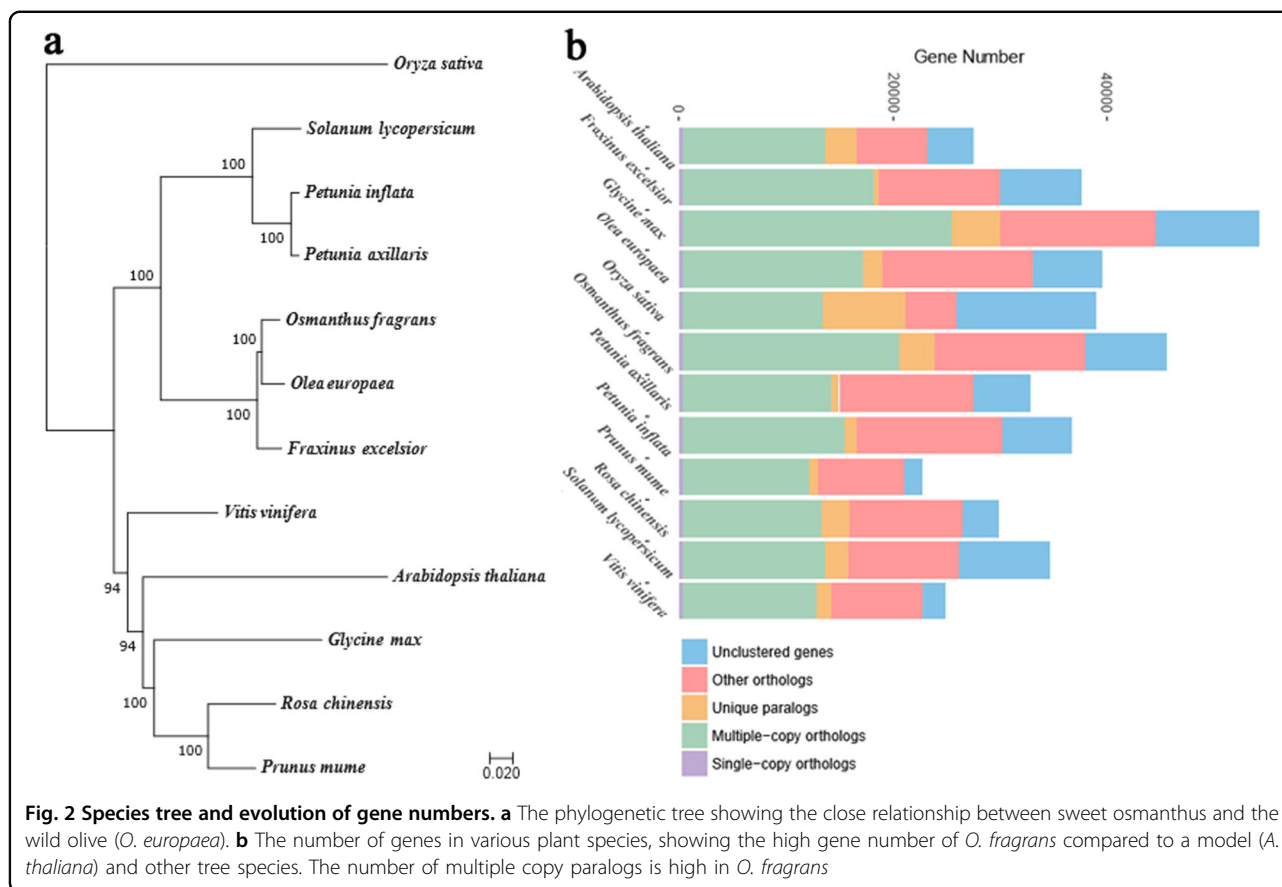 a
Oryza sativa
Solanum lycopersicum
100
Petunia inflata
100
Petunia axillaris
100
Osmanthus fragrans
100
Olea europaea
100
Fraxinus excelsior
Vitis vinifera
94
Arabidopsis thaliana
94
Glycine max
100
Rosa chinensis
100
Prunus mume
0.020
b
Gene Number
0
20000
40000
Arabidopsis thaliana
Fraxinus excelsior
Glycine max
Olea europaea
Oryza sativa
Osmanthus fragrans
Petunia axillaris
Petunia inflata
Prunus mume
Rosa chinensis
Solanum lycopersicum
Vitis vinifera
Unclustered genes
Other orthologs
Unique paralogs
Multiple-copy orthologs
Single-copy orthologs
Fig. 2 Species tree and evolution of gene numbers. a The phylogenetic tree showing the close relationship between sweet osmanthus and the
wild olive (O. europaea). b The number of genes in various plant species, showing the high gene number of O. fragrans compared to a model (A.
thaliana) and other tree species. The number of multiple copy paralogs is high in O. fragrans